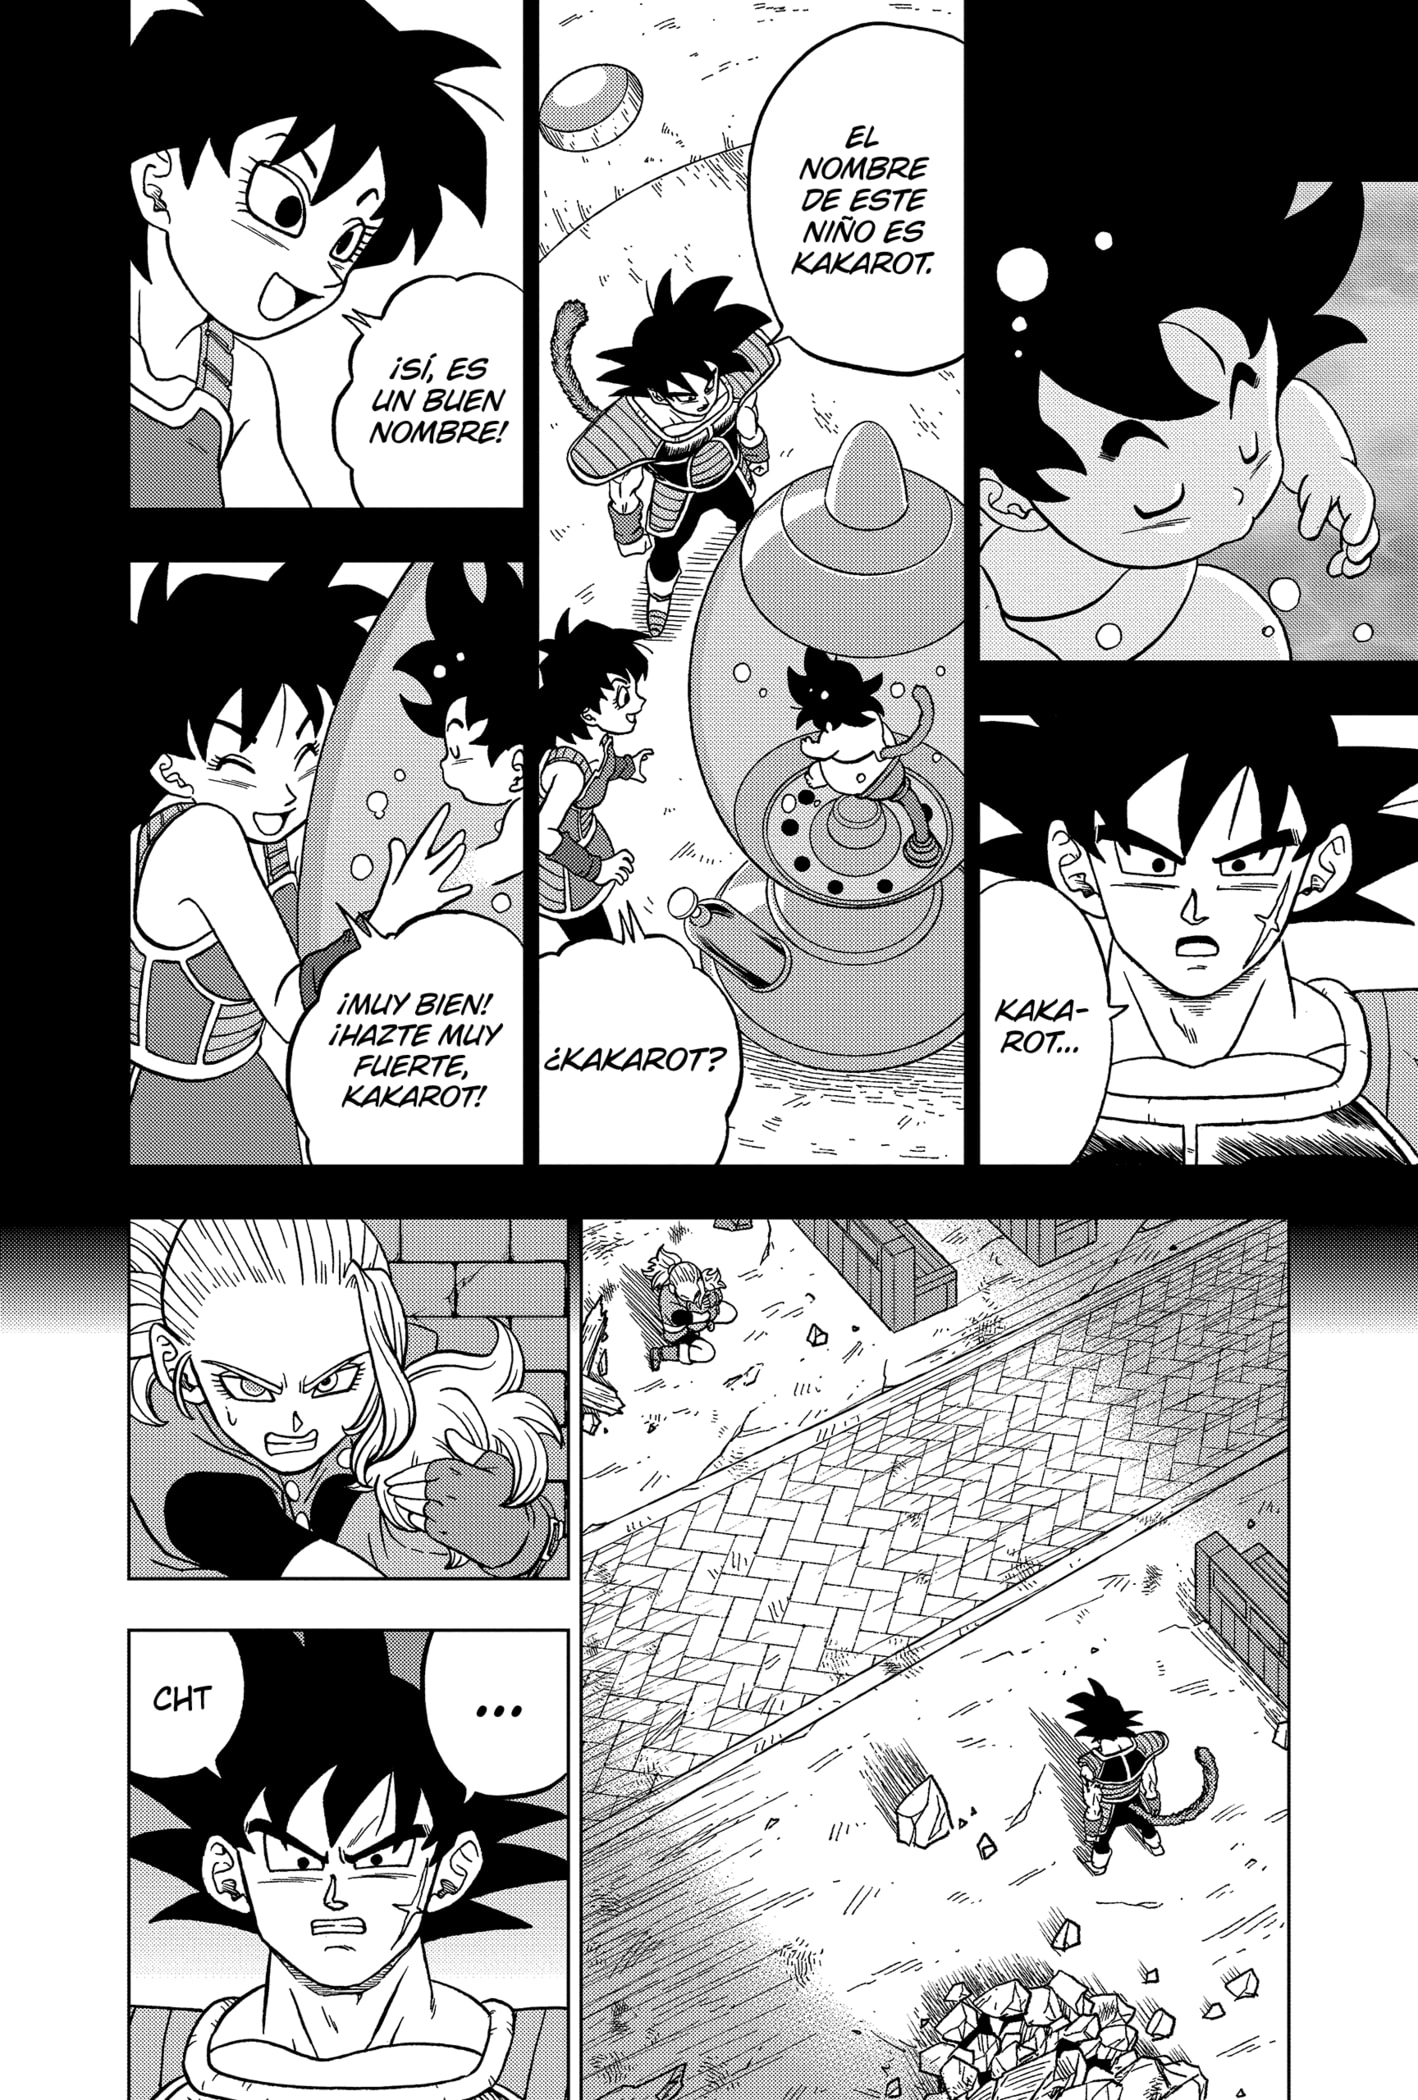 KAKA-
ROT...
EL
NOMBRE
DE ESTE
NIÑO ES
KAKAROT.
¿KAKAROT?
¡SÍ, ES
UN BUEN
NOMBRE!
¡MUY BIEN!
¡HAZTE MUY
FUERTE,
KAKAROT!
...
CHT